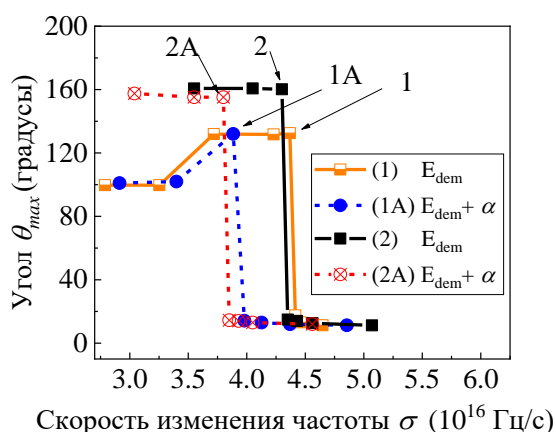 200
160
120
80
40
0
Угол θmax (градусы)
2A
2
1A
1
(1) Edem
(1A) Edem + α
(2) Edem
(2A) Edem + α
3.0 3.5 4.0 4.5 5.0 5.5 6.0
Скорость изменения частоты σ (10^16 Гц/с)